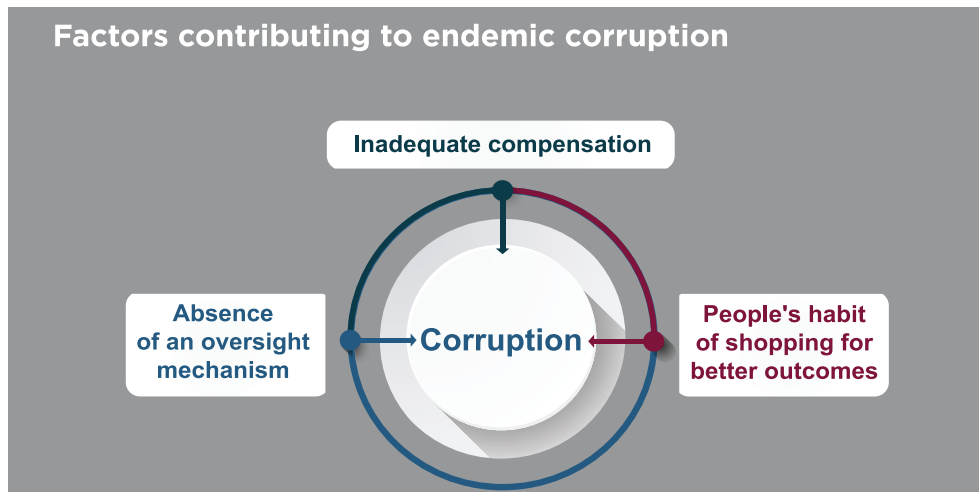 Factors contributing to endemic corruption
Inadequate compensation
Absence
of an oversight
mechanism
Corruption
People's habit
of shopping for
better outcomes